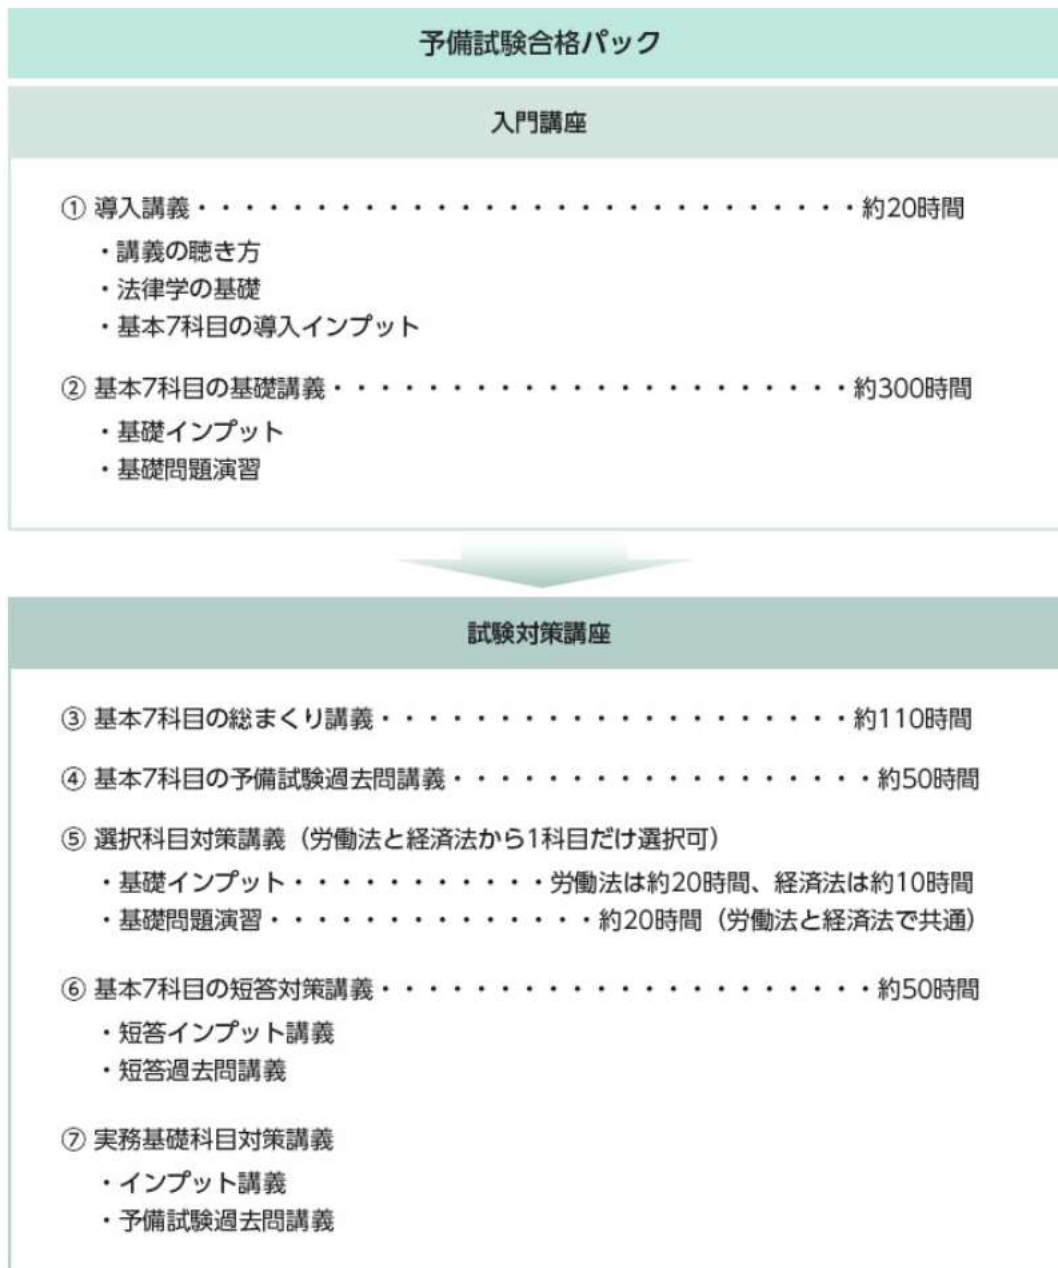 予備試験合格パック
入門講座
① 導入講義・・・・・・・・・・・・・・・・・・・・・・・・・・・・約20時間
・講義の聴き方
・法律学の基礎
・基本7科目の導入インプット
② 基本7科目の基礎講義・・・・・・・・・・・・・・・・・・・・・・約300時間
・基礎インプット
・基礎問題演習
試験対策講座
③ 基本7科目の総まくり講義・・・・・・・・・・・・・・・・・・・・約110時間
④ 基本7科目の予備試験過去問講義・・・・・・・・・・・・・・・・・・約50時間
⑤ 選択科目対策講義（労働法と経済法から1科目だけ選択可）
・基礎インプット・・・・・・・・・・・労働法は約20時間、経済法は約10時間
・基礎問題演習・・・・・・・・・・・・・・約20時間（労働法と経済法で共通）
⑥ 基本7科目の短答対策講義・・・・・・・・・・・・・・・・・・・・・約50時間
・短答インプット講義
・短答過去問講義
⑦ 実務基礎科目対策講義
・インプット講義
・予備試験過去問講義